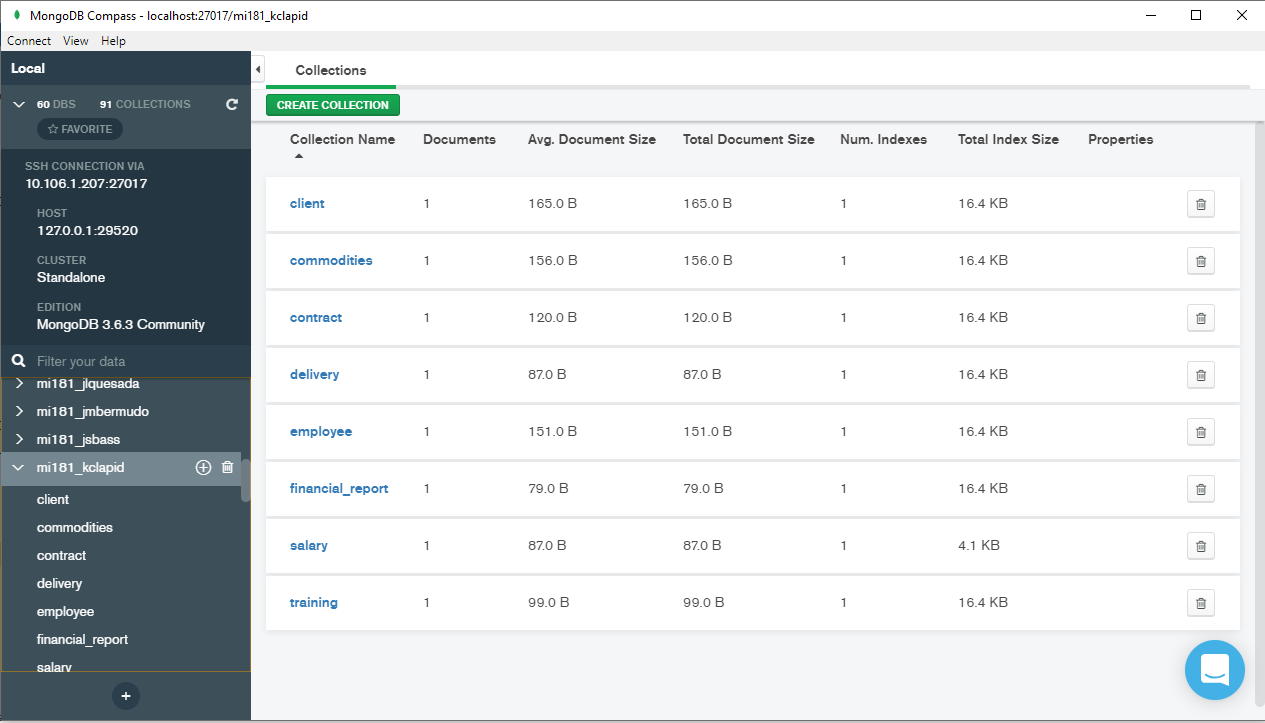 MongoDB Compass - localhost:27017/mi181_kclapid
Connect View Help
Local
60 DBS 91 COLLECTIONS
FAVORITE
SSH CONNECTION VIA
10.106.1.207:27017
HOST
127.0.0.1:29520
CLUSTER
Standalone
EDITION
MongoDB 3.6.3 Community
Filter your data
mi181_jlquesada
mi181_jmbermudo
mi181_jsbass
mi181_kclapid
client
commodities
contract
delivery
employee
financial_report
salary
Collections
CREATE COLLECTION
Collection Name Documents Avg. Document Size Total Document Size Num. Indexes Total Index Size Properties
client 1 165.0 B 165.0 B 1 16.4 KB
commodities 1 156.0 B 156.0 B 1 16.4 KB
contract 1 120.0 B 120.0 B 1 16.4 KB
delivery 1 87.0 B 87.0 B 1 16.4 KB
employee 1 151.0 B 151.0 B 1 16.4 KB
financial_report 1 79.0 B 79.0 B 1 16.4 KB
salary 1 87.0 B 87.0 B 1 4.1 KB
training 1 99.0 B 99.0 B 1 16.4 KB